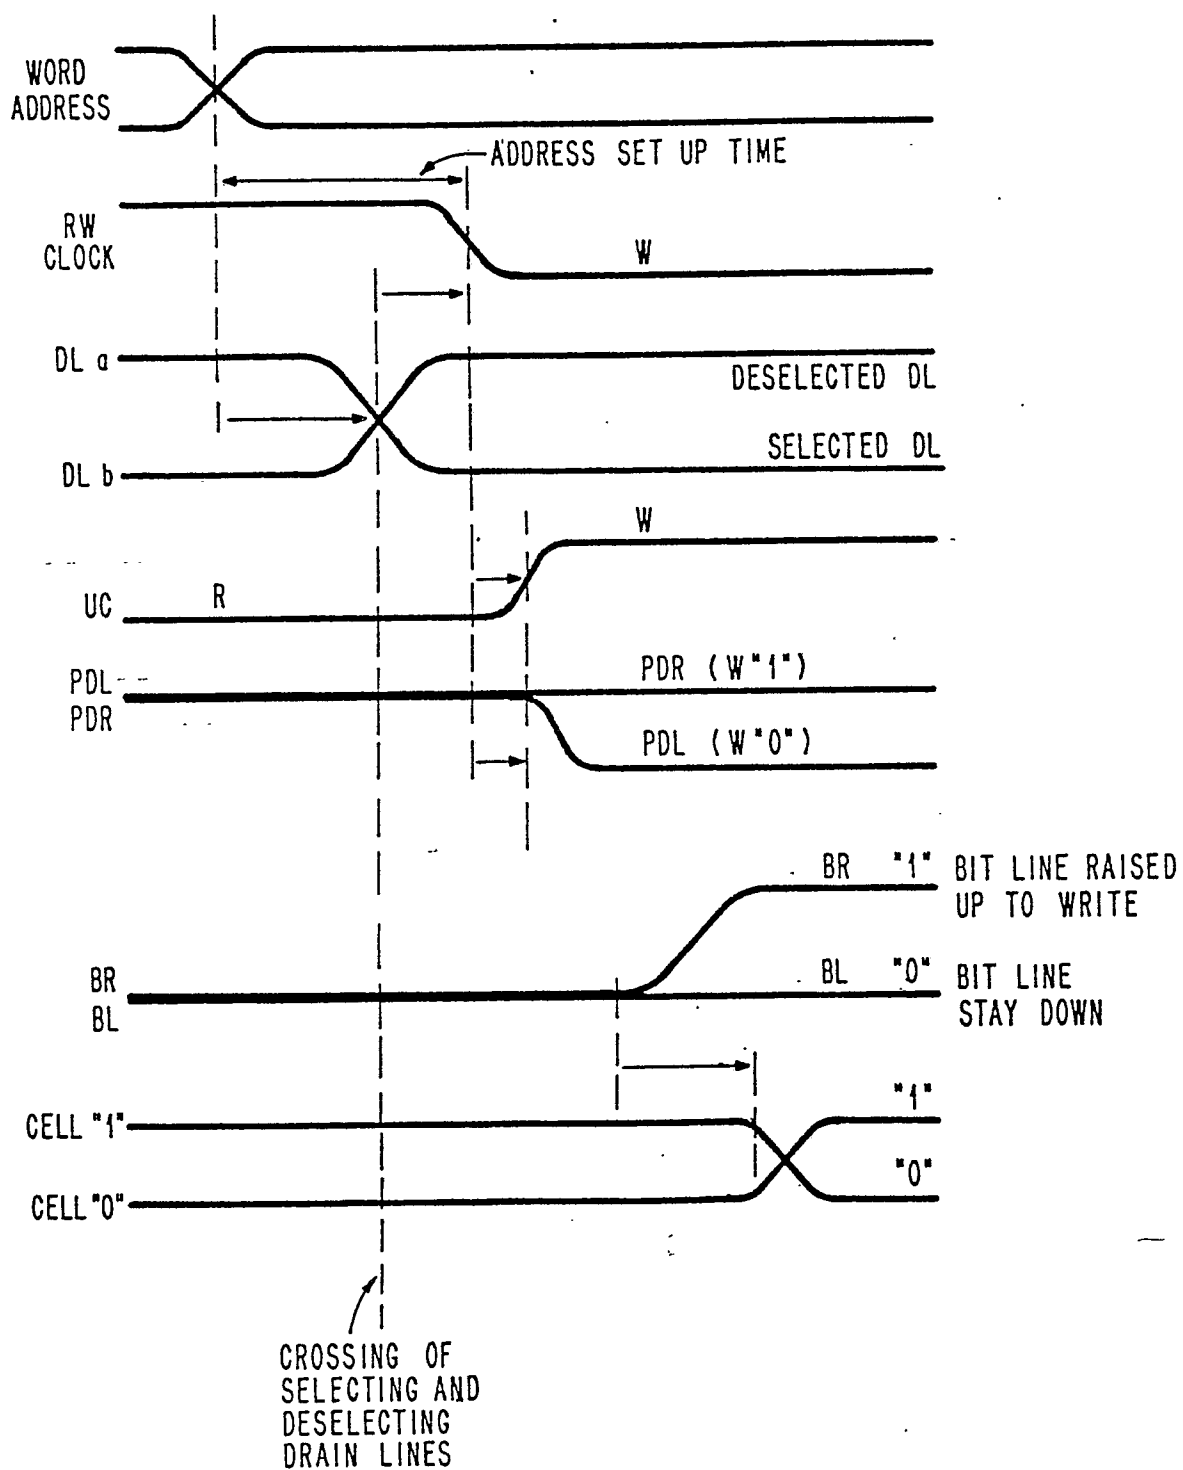 WORD
ADDRESS
ADDRESS SET UP TIME
RW
CLOCK
W
DL a
DESELECTED DL
SELECTED DL
DL b
W
R
UC
PDL
PDR
PDR (W"1")
PDL (W"0")
BR "1" BIT LINE RAISED
UP TO WRITE
BR
BL
BL "0" BIT LINE
STAY DOWN
"1"
CELL "1"
"0"
CELL "0"
CROSSING OF
SELECTING AND
DESELECTING
DRAIN LINES